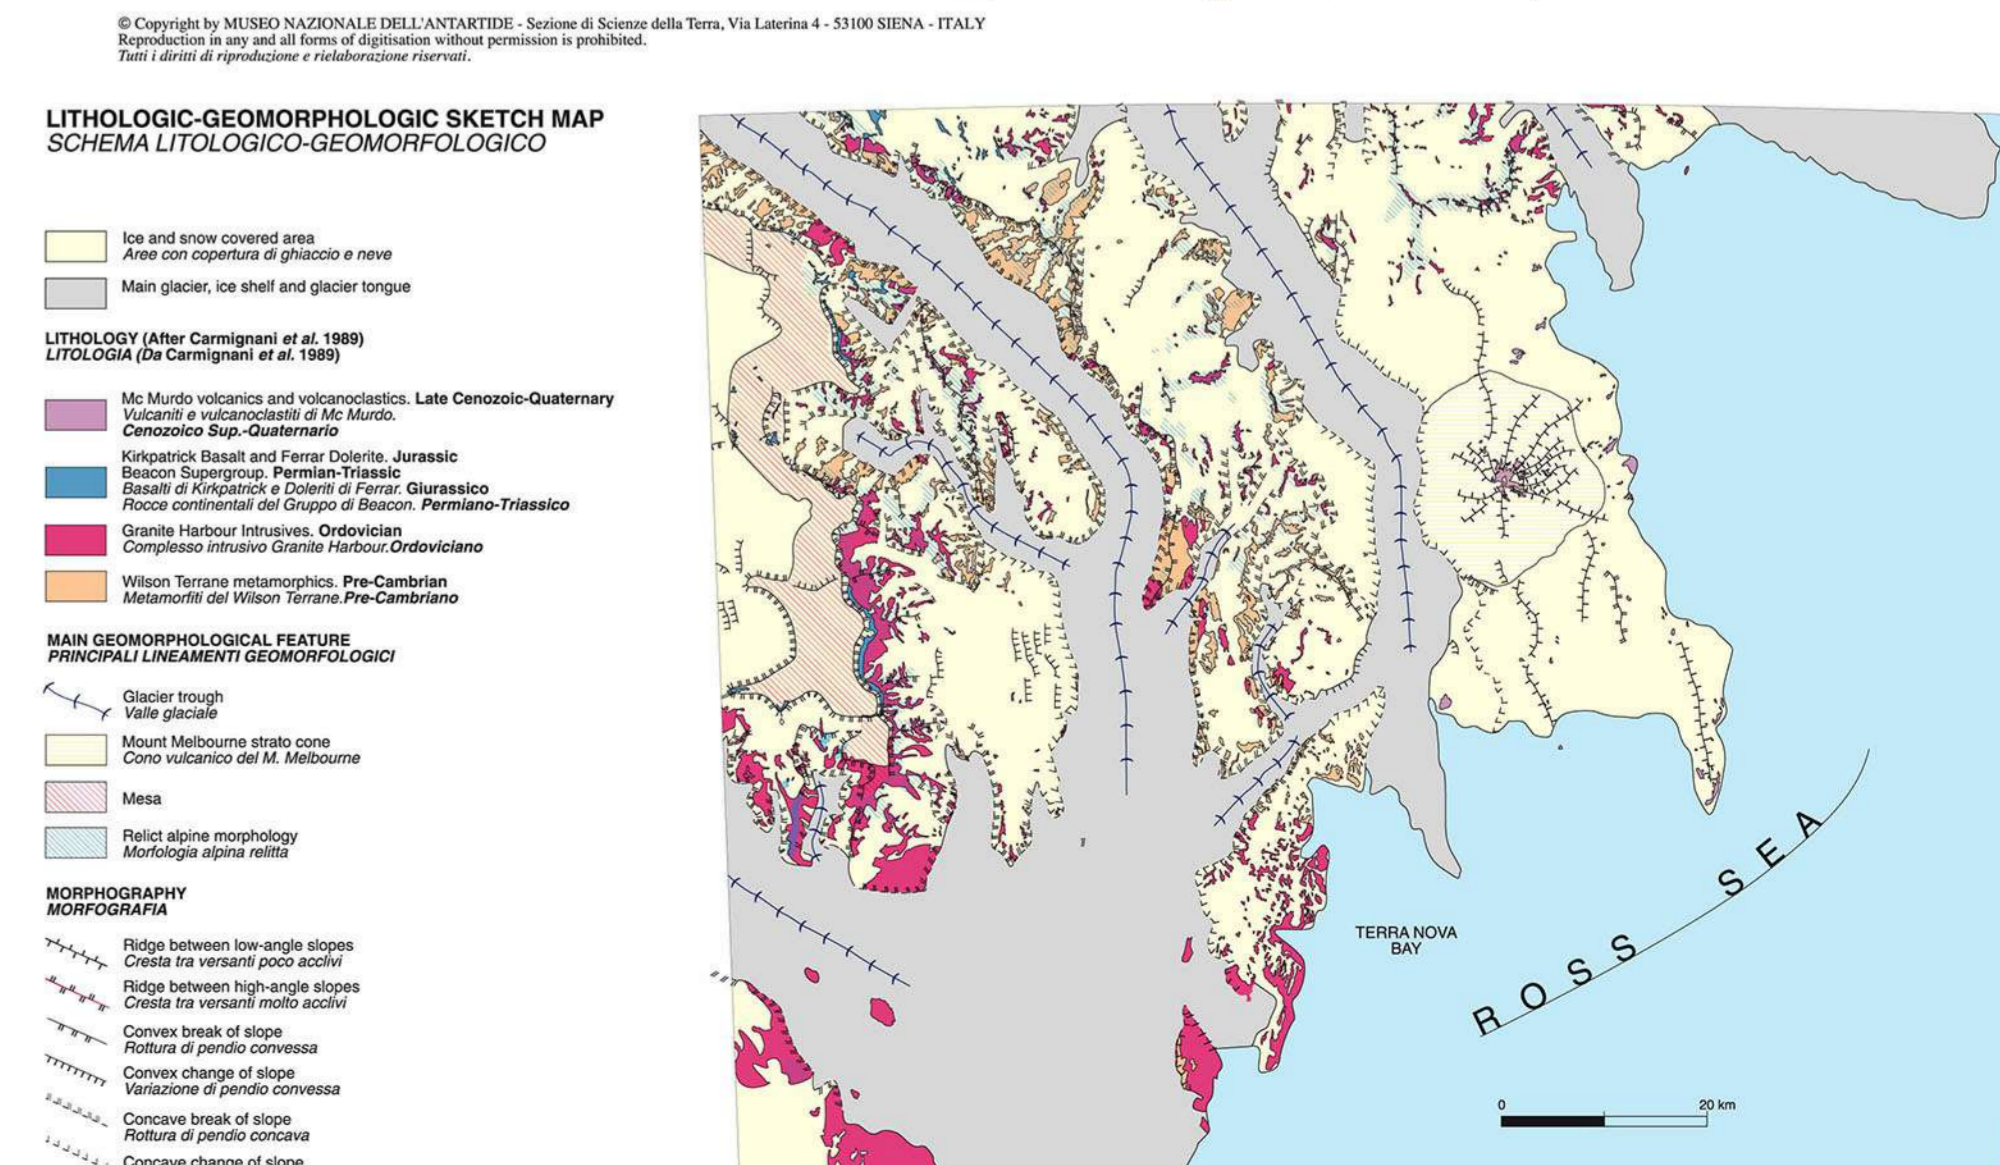 © Copyright by MUSEO NAZIONALE DELL'ANTARTIDE - Sezione di Scienze della Terra, Via Laterina 4 - 53100 SIENA - ITALY
Reproduction in any and all forms of digitisation without permission is prohibited.
Tutti i diritti di riproduzione e rielaborazione riservati.
LITHOLOGIC-GEOMORPHOLOGIC SKETCH MAP
SCHEMA LITOLOGICO-GEOMORFOLOGICO
Ice and snow covered area
Aree con copertura di ghiaccio e neve
Main glacier, ice shelf and glacier tongue
LITHOLOGY (After Carmignani et al. 1989)
LITOLOGIA (Da Carmignani et al. 1989)
Mc Murdo volcanics and volcanoclastics. Late Cenozoic-Quaternary
Vulcaniti e vulcanoclastiti di Mc Murdo.
Cenozoico Sup.-Quaternario
Kirkpatrick Basalt and Ferrar Dolerite. Jurassic
Beacon Supergroup. Permian-Triassic
Basalti di Kirkpatrick e Doleriti di Ferrar. Giurassico
Rocce continentali del Gruppo di Beacon. Permiano-Triassico
Granite Harbour Intrusives. Ordovician
Complesso intrusivo Granite Harbour.Ordoviciano
Wilson Terrane metamorphics. Pre-Cambrian
Metamorfiti del Wilson Terrane.Pre-Cambriano
MAIN GEOMORPHOLOGICAL FEATURE
PRINCIPALI LINEAMENTI GEOMORFOLOGICI
Glacier trough
Valle glaciale
Mount Melbourne strato cone
Cono vulcanico del M. Melbourne
Mesa
Relict alpine morphology
Morfologia alpina relitta
MORPHOGRAPHY
MORFOGRAFIA
Ridge between low-angle slopes
Cresta tra versanti poco acclivi
Ridge between high-angle slopes
Cresta tra versanti molto acclivi
Convex break of slope
Rottura di pendio convessa
Convex change of slope
Variazione di pendio convessa
Concave break of slope
Rottura di pendio concava
Concave change of slope
TERRA NOVA
BAY
ROSS SEA
0 20 km